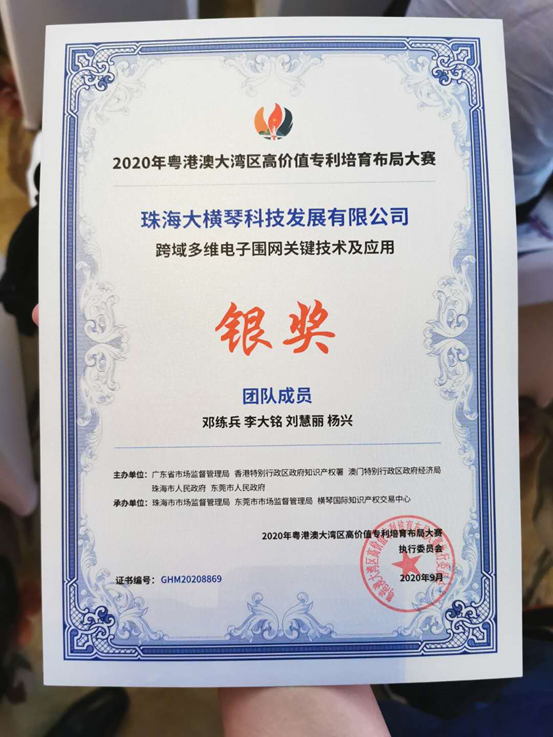 2020年粤港澳大湾区高价值专利培育布局大赛
珠海大横琴科技发展有限公司
跨域多维电子围网关键技术及应用
银奖
团队成员
邓练兵 李大铭 刘慧丽 杨兴
主办单位：广东省市场监督管理局 香港特别行政区政府知识产权署 澳门特别行政区政府经济局
珠海市人民政府 东莞市人民政府
承办单位：珠海市市场监督管理局 东莞市市场监督管理局 横琴国际知识产权交易中心
2020年粤港澳大湾区高价值专利培育布局大赛
执行委员会
证书编号：GHM20208869
2020年9月